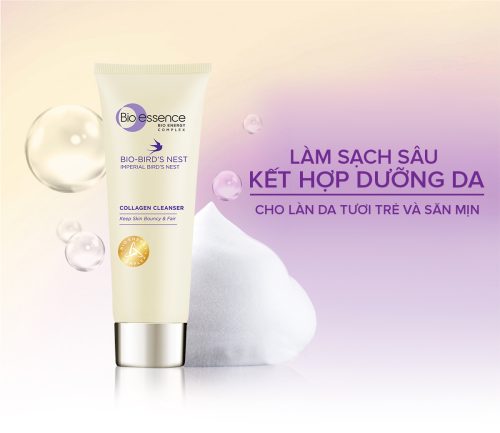 Bio essence
BIO ENERGY
COMPLEX
BIO-BIRD'S NEST
IMPERIAL BIRD'S NEST
COLLAGEN CLEANSER
Keep Skin Bouncy & Fair
LÀM SẠCH SÂU
KẾT HỢP DƯỠNG DA
CHO LÀN DA TƯƠI TRẺ VÀ SĂN MỊN